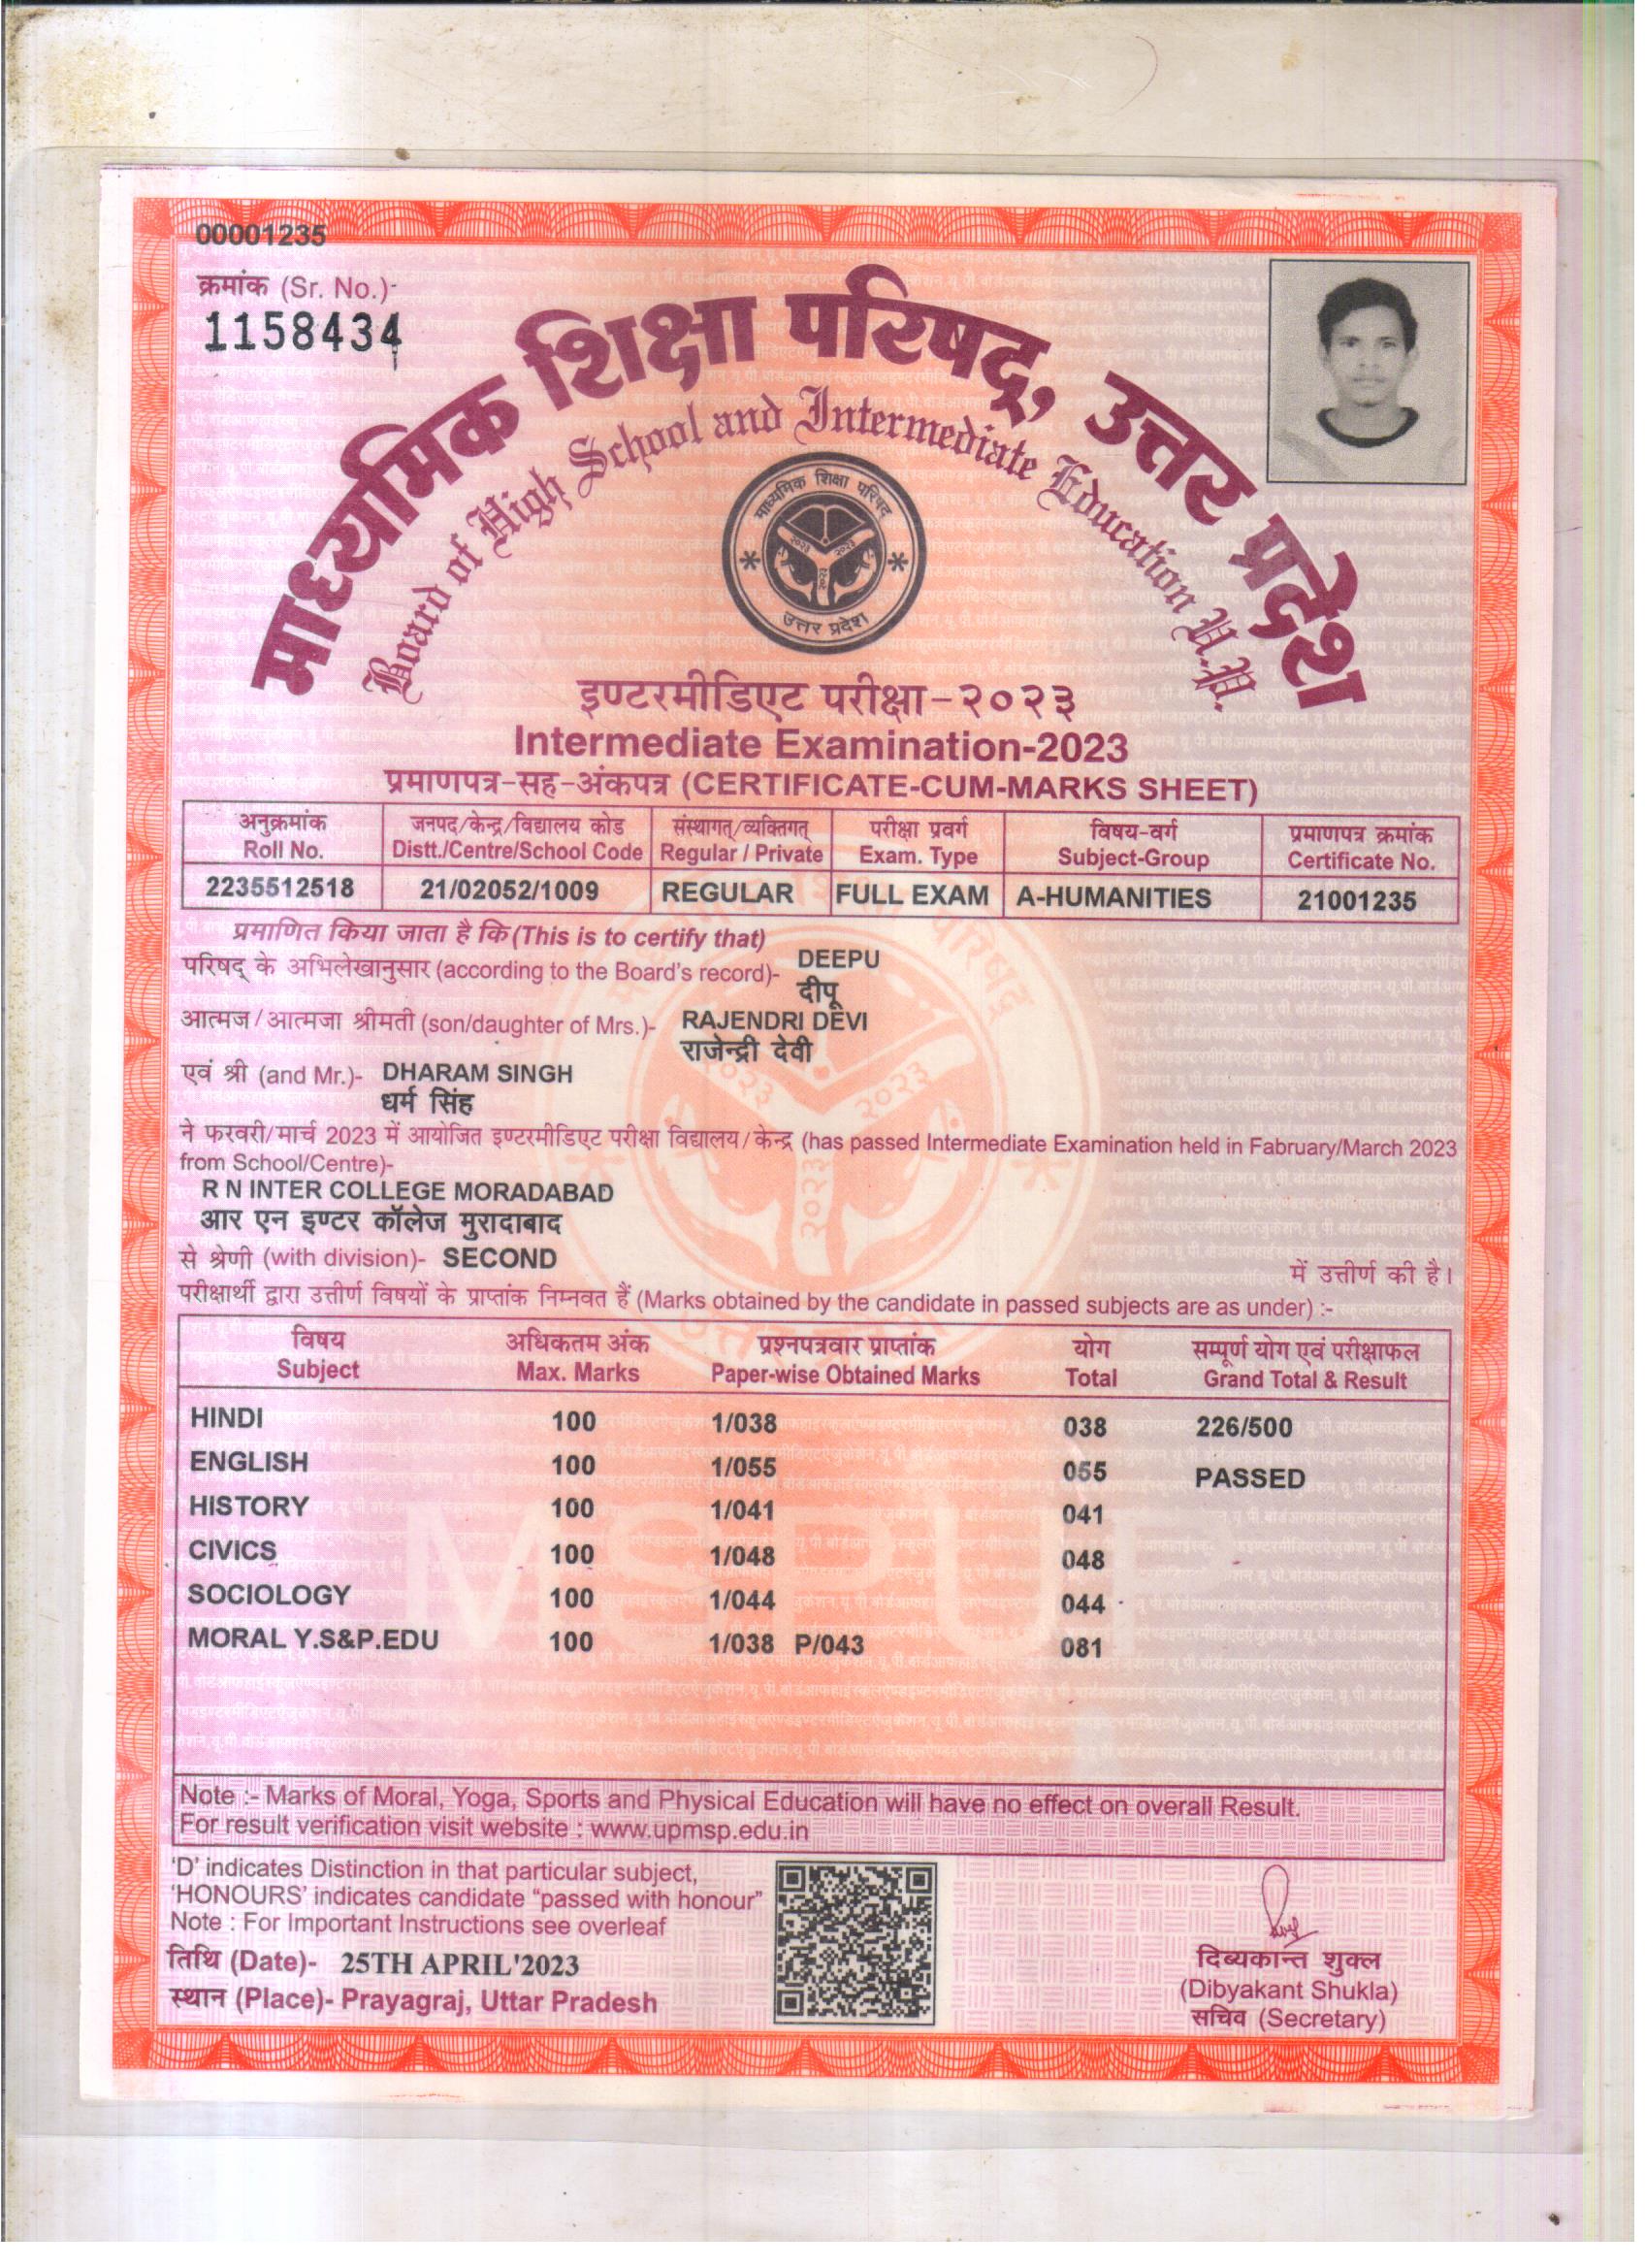 00001235
क्रमांक (Sr. No.)-
1158434
माध्यमिक शिक्षा परिषद्, उत्तर प्रदेश
Board of High School and Intermediate Education U.P.
माध्यमिक शिक्षा परिषद
२०२३ २०२३
२०२३
उत्तर प्रदेश
इण्टरमीडिएट परीक्षा-२०२३
Intermediate Examination-2023
प्रमाणपत्र-सह-अंकपत्र (CERTIFICATE-CUM-MARKS SHEET)
अनुक्रमांक जनपद/केन्द्र/विद्यालय कोड संस्थागत्/व्यक्तिगत् परीक्षा प्रवर्ग विषय-वर्ग प्रमाणपत्र क्रमांक
Roll No. Distt./Centre/School Code Regular / Private Exam. Type Subject-Group Certificate No.
2235512518 21/02052/1009 REGULAR FULL EXAM A-HUMANITIES 21001235
प्रमाणित किया जाता है कि (This is to certify that)
परिषद् के अभिलेखानुसार (according to the Board's record)- DEEPU
दीपू
आत्मज/आत्मजा श्रीमती (son/daughter of Mrs.)- RAJENDRI DEVI
राजेन्द्री देवी
एवं श्री (and Mr.)- DHARAM SINGH
धर्म सिंह
ने फरवरी/मार्च 2023 में आयोजित इण्टरमीडिएट परीक्षा विद्यालय/केन्द्र (has passed Intermediate Examination held in Fabruary/March 2023
from School/Centre)-
R N INTER COLLEGE MORADABAD
आर एन इण्टर कॉलेज मुरादाबाद
से श्रेणी (with division)- SECOND में उत्तीर्ण की है।
परीक्षार्थी द्वारा उत्तीर्ण विषयों के प्राप्तांक निम्नवत हैं (Marks obtained by the candidate in passed subjects are as under) :-
विषय अधिकतम अंक प्रश्नपत्रवार प्राप्तांक योग सम्पूर्ण योग एवं परीक्षाफल
Subject Max. Marks Paper-wise Obtained Marks Total Grand Total & Result
HINDI 100 1/038 038 226/500
ENGLISH 100 1/055 055 PASSED
HISTORY 100 1/041 041
CIVICS 100 1/048 048
SOCIOLOGY 100 1/044 044
MORAL Y.S&P.EDU 100 1/038 P/043 081
Note :- Marks of Moral, Yoga, Sports and Physical Education will have no effect on overall Result.
For result verification visit website : www.upmsp.edu.in
'D' indicates Distinction in that particular subject,
'HONOURS' indicates candidate "passed with honour"
Note : For Important Instructions see overleaf
तिथि (Date)- 25TH APRIL'2023
स्थान (Place)- Prayagraj, Uttar Pradesh
दिब्यकान्त शुक्ल
(Dibyakant Shukla)
सचिव (Secretary)